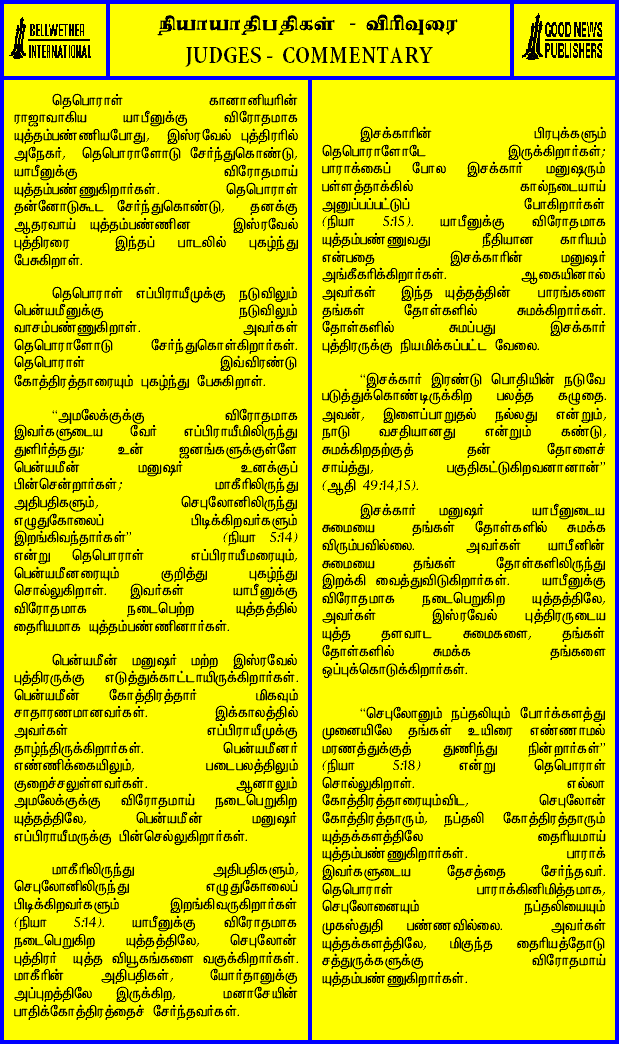 BELLWETHER
INTERNATIONAL
நியாயாதிபதிகள் - விரிவுரை
JUDGES - COMMENTARY
GOOD NEWS
PUBLISHERS
தெபொராள் கானானியரின்
ராஜாவாகிய யாபீனுக்கு விரோதமாக
யுத்தம்பண்ணியபோது, இஸ்ரவேல் புத்திரரில்
அநேகர், தெபொராளோடு சேர்ந்துகொண்டு,
யாபீனுக்கு விரோதமாய்
யுத்தம்பண்ணுகிறார்கள். தெபொராள்
தன்னோடுகூட சேர்ந்துகொண்டு, தனக்கு
ஆதரவாய் யுத்தம்பண்ணின இஸ்ரவேல்
புத்திரரை இந்தப் பாடலில் புகழ்ந்து
பேசுகிறாள்.
தெபொராள் எப்பிராயீமுக்கு நடுவிலும்
பென்யமீனுக்கு நடுவிலும்
வாசம்பண்ணுகிறாள். அவர்கள்
தெபொராளோடு சேர்ந்துகொள்கிறார்கள்.
தெபொராள் இவ்விரண்டு
கோத்திரத்தாரையும் புகழ்ந்து பேசுகிறாள்.
“அமலேக்குக்கு விரோதமாக
இவர்களுடைய வேர் எப்பிராயீமிலிருந்து
துளிர்த்தது; உன் ஜனங்களுக்குள்ளே
பென்யமீன் மனுஷர் உனக்குப்
பின்சென்றார்கள்; மாகீரிலிருந்து
அதிபதிகளும், செபுலோனிலிருந்து
எழுதுகோலைப் பிடிக்கிறவர்களும்
இறங்கிவந்தார்கள்” (நியா 5:14)
என்று தெபொராள் எப்பிராயீமரையும்,
பென்யமீனரையும் குறித்து புகழ்ந்து
சொல்லுகிறாள். இவர்கள் யாபீனுக்கு
விரோதமாக நடைபெற்ற யுத்தத்தில்
தைரியமாக யுத்தம்பண்ணினார்கள்.
பென்யமீன் மனுஷர் மற்ற இஸ்ரவேல்
புத்திரருக்கு எடுத்துக்காட்டாயிருக்கிறார்கள்.
பென்யமீன் கோத்திரத்தார் மிகவும்
சாதாரணமானவர்கள். இக்காலத்தில்
அவர்கள் எப்பிராயீமுக்கு
தாழ்ந்திருக்கிறார்கள். பென்யமீனர்
எண்ணிக்கையிலும், படைபலத்திலும்
குறைச்சலுள்ளவர்கள். ஆனாலும்
அமலேக்குக்கு விரோதமாய் நடைபெறுகிற
யுத்தத்திலே, பென்யமீன் மனுஷர்
எப்பிராயீமருக்கு பின்செல்லுகிறார்கள்.
மாகீரிலிருந்து அதிபதிகளும்,
செபுலோனிலிருந்து எழுதுகோலைப்
பிடிக்கிறவர்களும் இறங்கிவருகிறார்கள்
(நியா 5:14). யாபீனுக்கு விரோதமாக
நடைபெறுகிற யுத்தத்திலே, செபுலோன்
புத்திரர் யுத்த வியூகங்களை வகுக்கிறார்கள்.
மாகீரின் அதிபதிகள், யோர்தானுக்கு
அப்புறத்திலே இருக்கிற, மனாசேயின்
பாதிக்கோத்திரத்தைச் சேர்ந்தவர்கள்.
இசக்காரின் பிரபுக்களும்
தெபொராளோடே இருக்கிறார்கள்;
பாராக்கைப் போல இசக்கார் மனுஷரும்
பள்ளத்தாக்கில் கால்நடையாய்
அனுப்பப்பட்டுப் போகிறார்கள்
(நியா 5:15). யாபீனுக்கு விரோதமாக
யுத்தம்பண்ணுவது நீதியான காரியம்
என்பதை இசக்காரின் மனுஷர்
அங்கீகரிக்கிறார்கள். ஆகையினால்
அவர்கள் இந்த யுத்தத்தின் பாரங்களை
தங்கள் தோள்களில் சுமக்கிறார்கள்.
தோள்களில் சுமப்பது இசக்கார்
புத்திரருக்கு நியமிக்கப்பட்ட வேலை.
“இசக்கார் இரண்டு பொதியின் நடுவே
படுத்துக்கொண்டிருக்கிற பலத்த கழுதை.
அவன், இளைப்பாறுதல் நல்லது என்றும்,
நாடு வசதியானது என்றும் கண்டு,
சுமக்கிறதற்குத் தன் தோளைச்
சாய்த்து, பகுதிகட்டுகிறவனானான்”
(ஆதி 49:14,15).
இசக்கார் மனுஷர் யாபீனுடைய
சுமையை தங்கள் தோள்களில் சுமக்க
விரும்பவில்லை. அவர்கள் யாபீனின்
சுமையை தங்கள் தோள்களிலிருந்து
இறக்கி வைத்துவிடுகிறார்கள். யாபீனுக்கு
விரோதமாக நடைபெறுகிற யுத்தத்திலே,
அவர்கள் இஸ்ரவேல் புத்திரருடைய
யுத்த தளவாட சுமைகளை, தங்கள்
தோள்களில் சுமக்க தங்களை
ஒப்புக்கொடுக்கிறார்கள்.
“செபுலோனும் நப்தலியும் போர்க்களத்து
முனையிலே தங்கள் உயிரை எண்ணாமல்
மரணத்துக்குத் துணிந்து நின்றார்கள்”
(நியா 5:18) என்று தெபொராள்
சொல்லுகிறாள். எல்லா
கோத்திரத்தாரையும்விட, செபுலோன்
கோத்திரத்தாரும், நப்தலி கோத்திரத்தாரும்
யுத்தக்களத்திலே தைரியமாய்
யுத்தம்பண்ணுகிறார்கள். பாராக்
இவர்களுடைய தேசத்தை சேர்ந்தவர்.
தெபொராள் பாராக்கினிமித்தமாக,
செபுலோனையும் நப்தலியையும்
முகஸ்துதி பண்ணவில்லை. அவர்கள்
யுத்தக்களத்திலே, மிகுந்த தைரியத்தோடு
சத்துருக்களுக்கு விரோதமாய்
யுத்தம்பண்ணுகிறார்கள்.